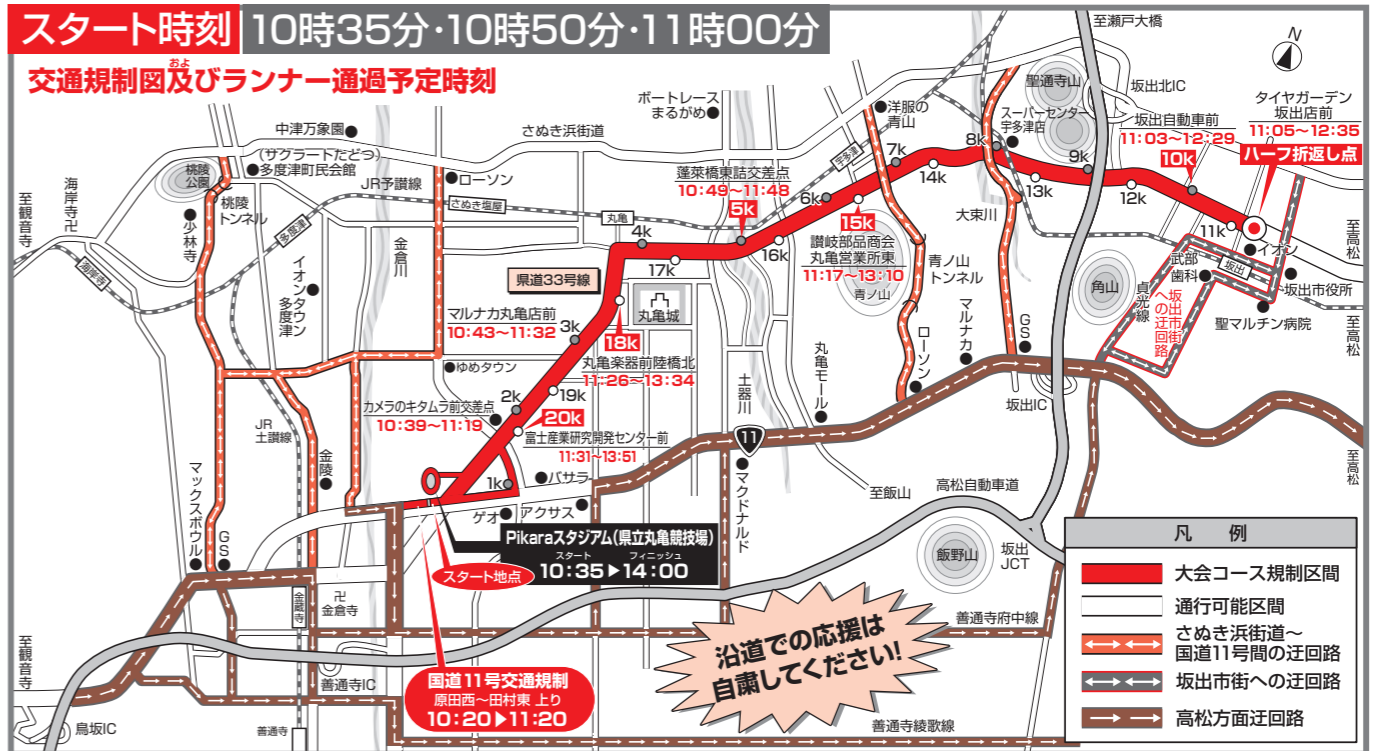 スタート時刻 10時35分・10時50分・11時00分
およ
交通規制図及びランナー通過予定時刻
至瀬戸大橋
N
聖通寺山
坂出北IC
ボートレース
まるがめ
洋服の
青山
スーパーセンター
宇多津店
坂出自動車前
11:03〜12:29
タイヤガーデン
坂出店前
11:05〜12:35
ハーフ折返し点
中津万象園
さぬき浜街道
(サクラートたどつ)
多度津町民会館
JR予讃線
ローソン
さぬき塩屋
丸亀
宇多津
蓬莱橋東詰交差点
10:49〜11:48
5k
6k
7k
8k
9k
10k
11k
12k
13k
14k
15k
16k
讃岐部品商会
丸亀営業所東
11:17〜13:10
青ノ山
青ノ山
トンネル
大東川
桃陵
公園
桃陵
トンネル
少林寺
多度津
海岸寺卍
海岸寺
至観音寺
イオンタウン
多度津
金倉川
4k
17k
県道33号線
丸亀城
マルナカ丸亀店前
10:43〜11:32
3k
18k
丸亀楽器前陸橋北
11:26〜13:34
ゆめタウン
2k
19k
カメラのキタムラ前交差点
10:39〜11:19
20k
富士産業研究開発センター前
11:31〜13:51
1k
バサラ
ゲオ
アクサス
土器川
丸亀モール
ローソン
マルナカ
GS
坂出IC
角山
貞光線
坂出市街
への迂回路
武部
歯科
坂出
イオン
坂出市役所
聖マルチン病院
至高松
至高松
至高松
11
マクドナルド
至飯山
高松自動車道
飯野山
坂出
JCT
JR
土讃線
金陵
マックスボウル
GS
金蔵寺
卍
金倉寺
善通寺IC
善通寺
鳥坂IC
至観音寺
Pikaraスタジアム(県立丸亀競技場)
スタート フィニッシュ
10:35▶14:00
スタート地点
国道11号交通規制
原田西〜田村東 上り
10:20▶11:20
沿道での応援は
自粛してください!
善通寺府中線
善通寺綾歌線
凡 例
大会コース規制区間
通行可能区間
さぬき浜街道〜
国道11号間の迂回路
坂出市街への迂回路
高松方面迂回路